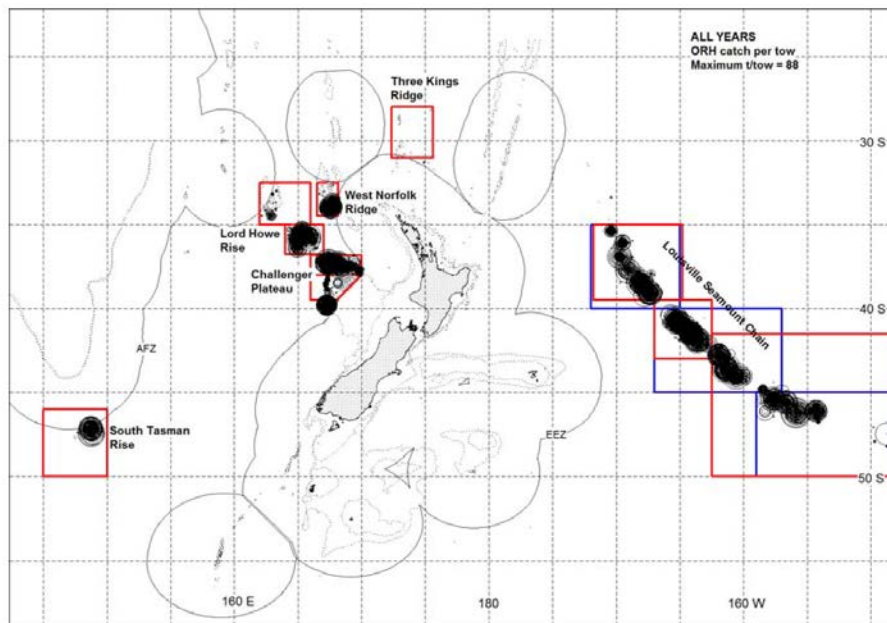 ALL YEARS
ORH catch per tow
Maximum t/tow = 88
Three Kings
Ridge
30 S
West Norfolk
Ridge
Lord Howe
Rise
Challenger
Plateau
Louisville Seamount Chain
40 S
AFZ
South Tasman
Rise
EEZ
50 S
160 E
180
160 W